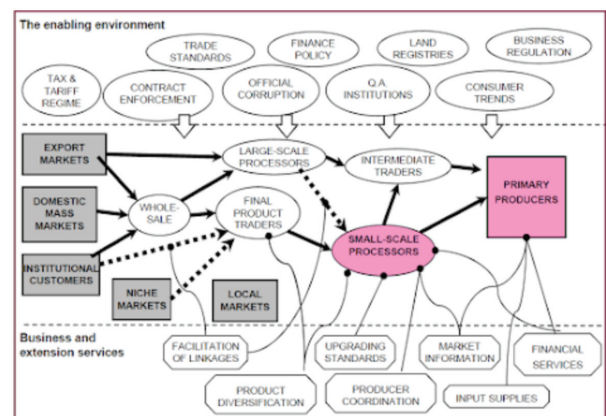 The enabling environment
TRADE
STANDARDS
FINANCE
POLICY
LAND
REGISTRIES
BUSINESS
REGULATION
TAX &
TARIFF
REGIME
CONTRACT
ENFORCEMENT
OFFICIAL
CORRUPTION
Q.A.
INSTITUTIONS
CONSUMER
TRENDS
EXPORT
MARKETS
LARGE-SCALE
PROCESSORS
INTERMEDIATE
TRADERS
PRIMARY
PRODUCERS
DOMESTIC
MASS
MARKETS
WHOLE-
SALE
FINAL
PRODUCT
TRADERS
SMALL-SCALE
PROCESSORS
INSTITUTIONAL
CUSTOMERS
NICHE
MARKETS
LOCAL
MARKETS
Business and
extension services
FACILITATION
OF LINKAGES
UPGRADING
STANDARDS
MARKET
INFORMATION
FINANCIAL
SERVICES
PRODUCT
DIVERSIFICATION
PRODUCER
COORDINATION
INPUT SUPPLIES